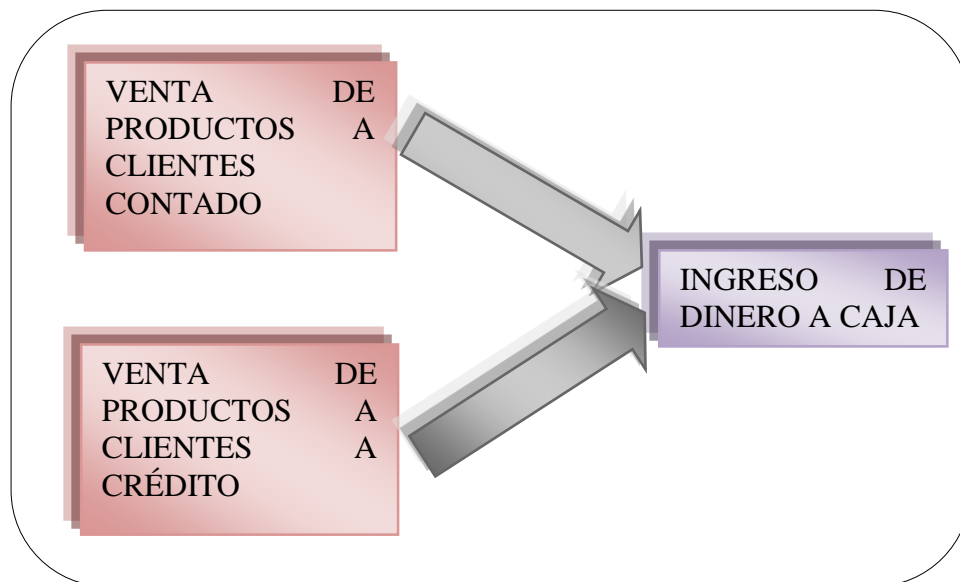 VENTA DE
PRODUCTOS A
CLIENTES
CONTADO
VENTA DE
PRODUCTOS A
CLIENTES A
CRÉDITO
INGRESO DE
DINERO A CAJA